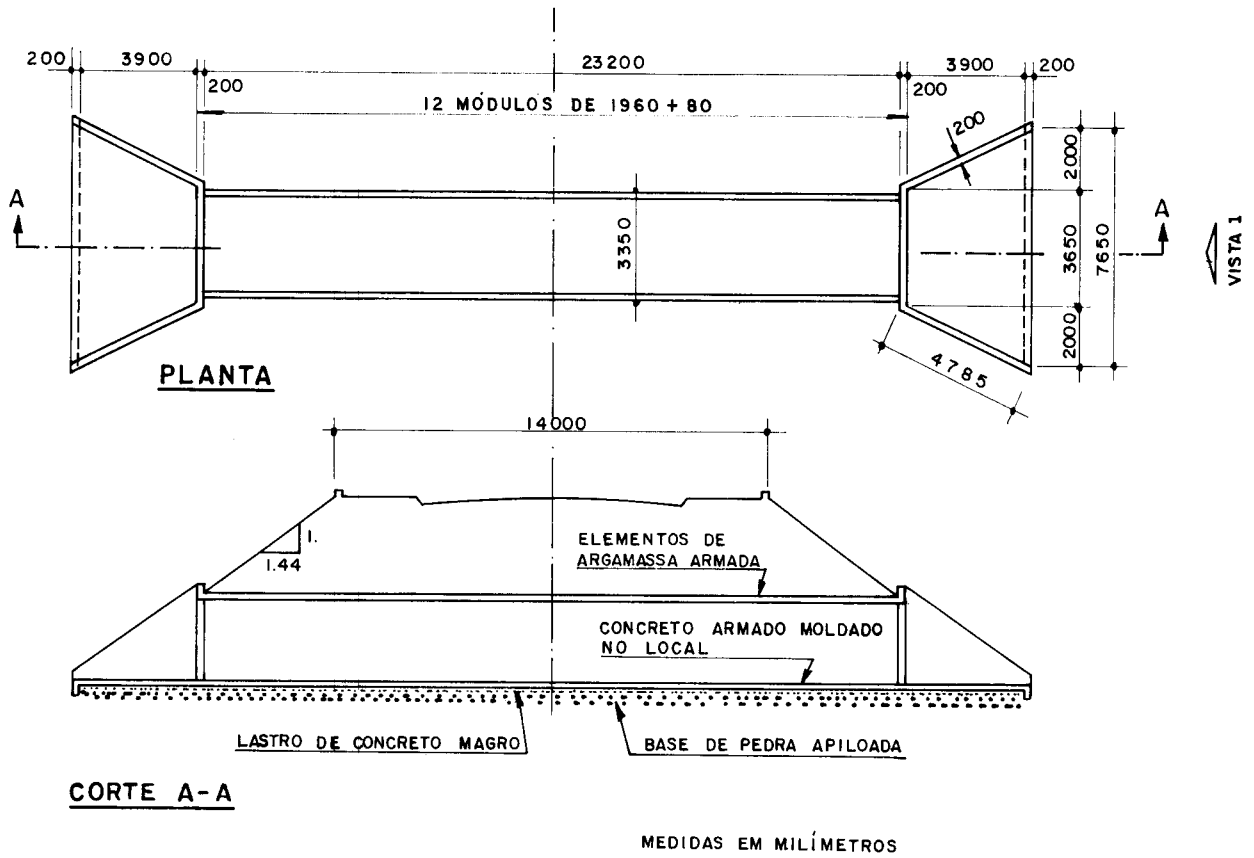 200 3900 23200 3900 200
200 200
12 MÓDULOS DE 1960 + 80
200
2000
A A
3350
3650
7650
VISTA 1
2000
4785
PLANTA
14000
1.
1.44
ELEMENTOS DE
ARGAMASSA ARMADA
CONCRETO ARMADO MOLDADO
NO LOCAL
LASTRO DE CONCRETO MAGRO
BASE DE PEDRA APILOADA
CORTE A-A
MEDIDAS EM MILÍMETROS